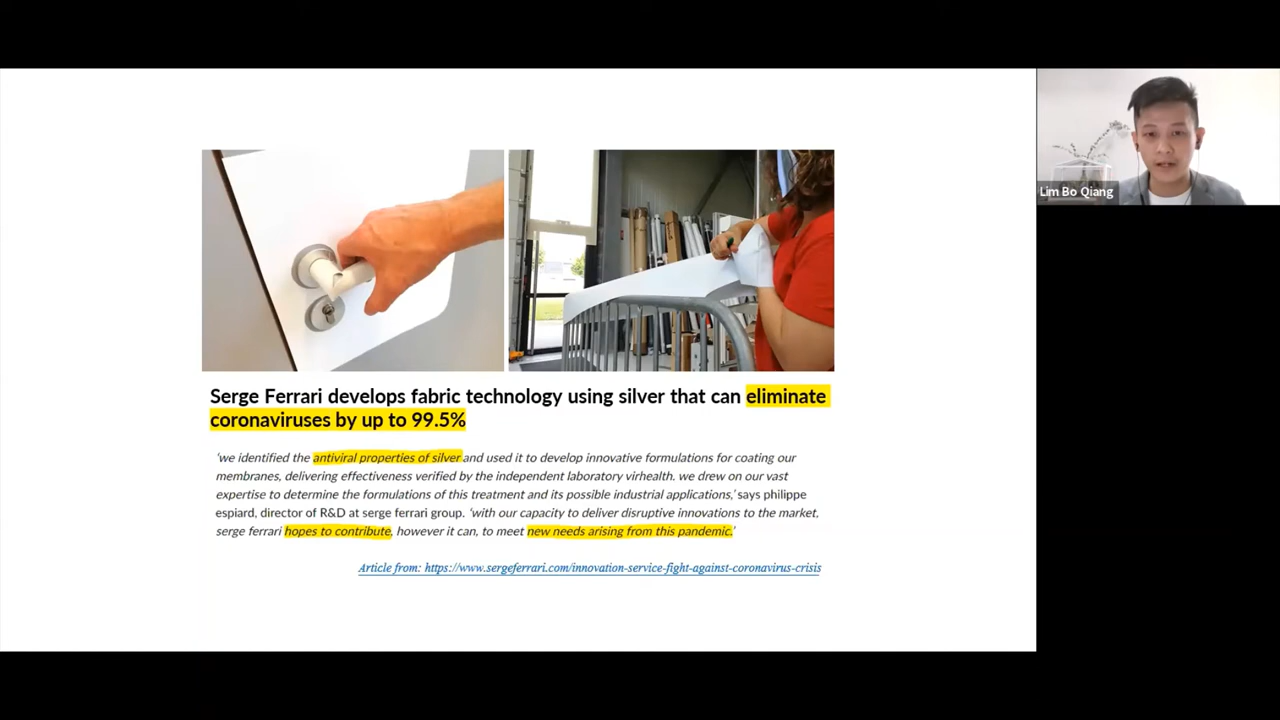 Lim Bo Qiang
Serge Ferrari develops fabric technology using silver that can eliminate
coronaviruses by up to 99.5%
‘we identified the antiviral properties of silver and used it to develop innovative formulations for coating our
membranes, delivering effectiveness verified by the independent laboratory virhealth. we drew on our vast
expertise to determine the formulations of this treatment and its possible industrial applications,’ says philippe
espiard, director of R&D at serge ferrari group. ‘with our capacity to deliver disruptive innovations to the market,
serge ferrari hopes to contribute, however it can, to meet new needs arising from this pandemic.’
Article from: https://www.sergeferrari.com/innovation-service-fight-against-coronavirus-crisis